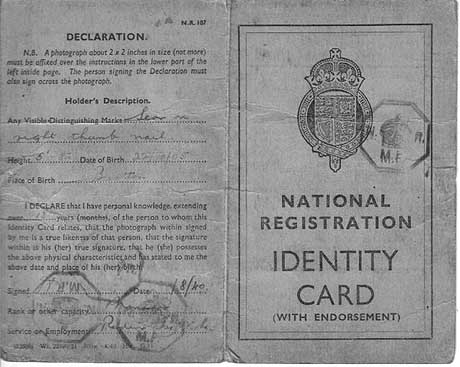 N.R. 107
DECLARATION.
N.B. A photograph about 2 x 2 inches in size (not more)
must be affixed over the instructions in the lower part of the
left inside page. The person signing the Declaration must
also sign across the photograph.
Holder's Description.
Any Visible Distinguishing Marks Scar on
right thumb nail
Height Date of Birth
Place of Birth
I DECLARE that I have personal knowledge, extending
over years (months), of the person to whom this
Identity Card relates, that the photograph within signed
by me is a true likeness of that person, that the signature
within is his (her) true signature, that he (she) possesses
the above physical characteristics and has stated to me the
above date and place of his (her) birth.
Signed Date
Rank or other capacity
Service or Employment
M.F.
NATIONAL
REGISTRATION
IDENTITY
CARD
(WITH ENDORSEMENT)
M.F.